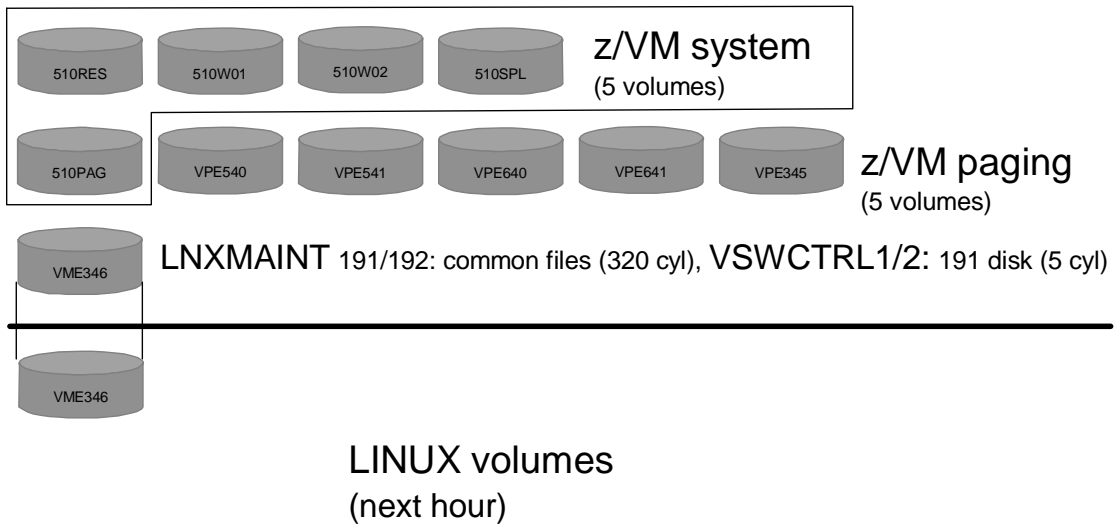 510RES 510W01 510W02 510SPL z/VM system
(5 volumes)
510PAG VPE540 VPE541 VPE640 VPE641 VPE345 z/VM paging
(5 volumes)
VME346 LNXMAINT 191/192: common files (320 cyl), VSWCTRL1/2: 191 disk (5 cyl)
VME346
LINUX volumes
(next hour)